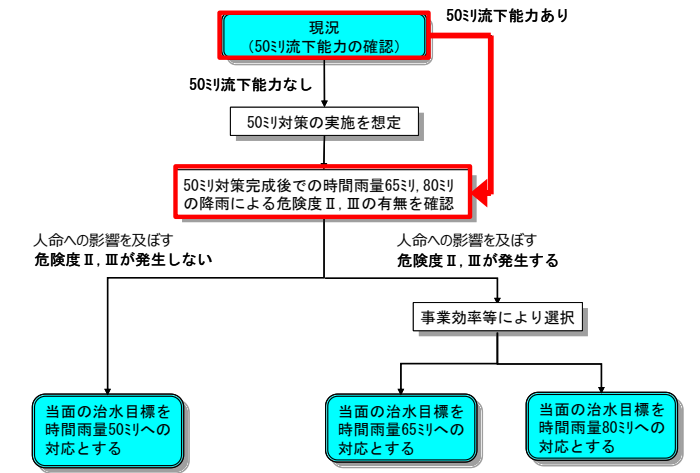 現況
（50ﾐﾘ流下能力の確認）
50ﾐﾘ流下能力あり
50ﾐﾘ流下能力なし
50ﾐﾘ対策の実施を想定
50ﾐﾘ対策完成後での時間雨量65ﾐﾘ，80ﾐﾘ
の降雨による危険度Ⅱ，Ⅲの有無を確認
人命への影響を及ぼす
危険度Ⅱ，Ⅲが発生しない
人命への影響を及ぼす
危険度Ⅱ，Ⅲが発生する
事業効率等により選択
当面の治水目標を
時間雨量50ﾐﾘへの
対応とする
当面の治水目標を
時間雨量65ﾐﾘへの
対応とする
当面の治水目標を
時間雨量80ﾐﾘへの
対応とする